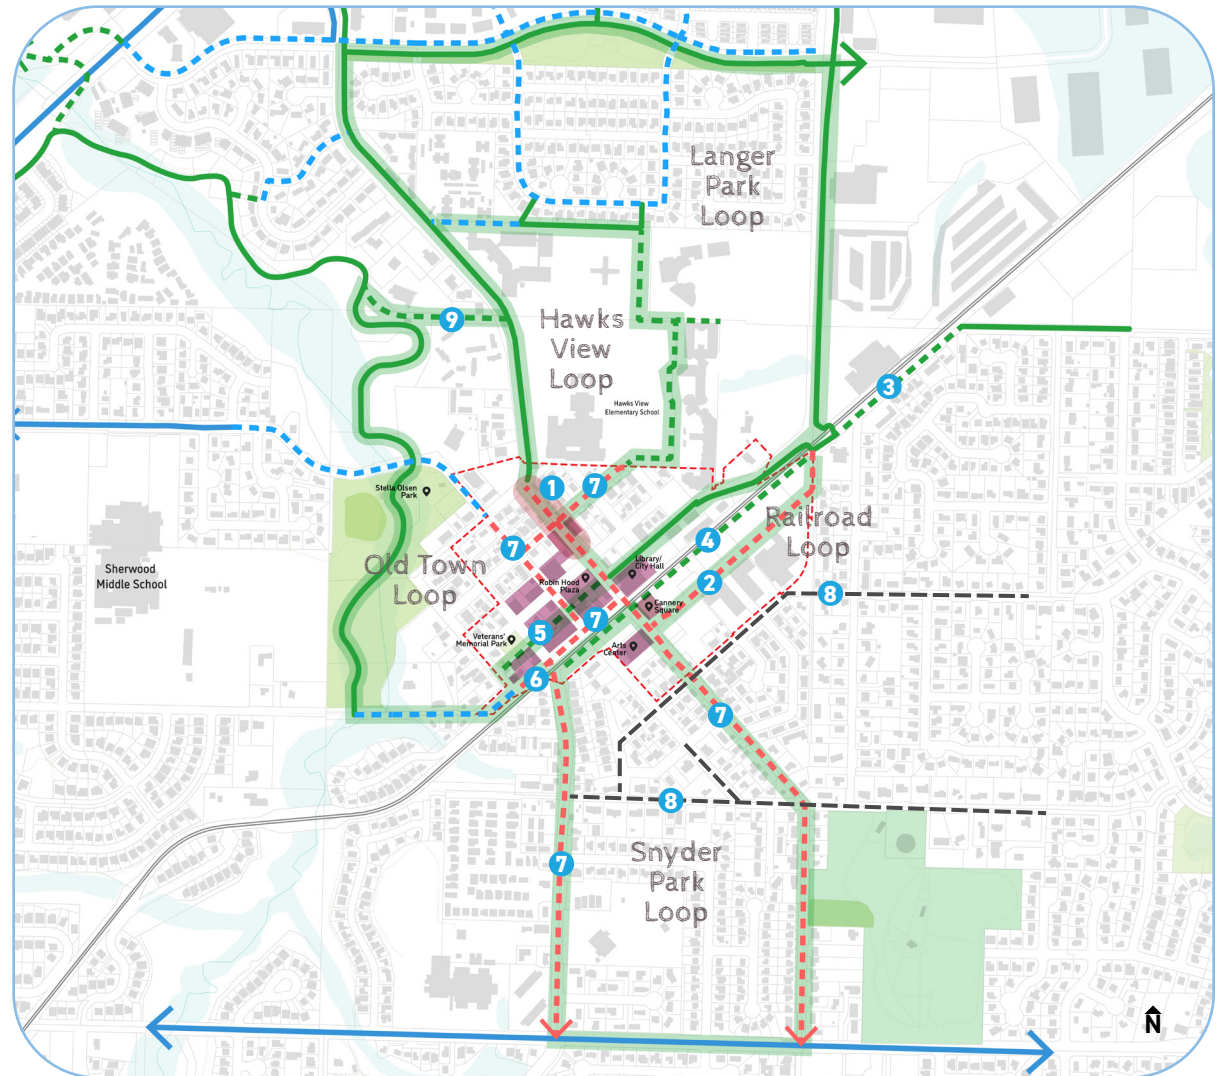 Langer
Park
Loop
Hawks
View
Loop
9
3
Hawks View
Elementary School
1
7
Stella Olsen
Park
Railroad
Loop
4
7
Old Town
Loop
Library/
City Hall
Sherwood
Middle School
Robin Hood
Plaza
2
8
Cannery
Square
7
5
Veterans'
Memorial Park
Arts
Center
6
7
8
Snyder
Park
Loop
7
N